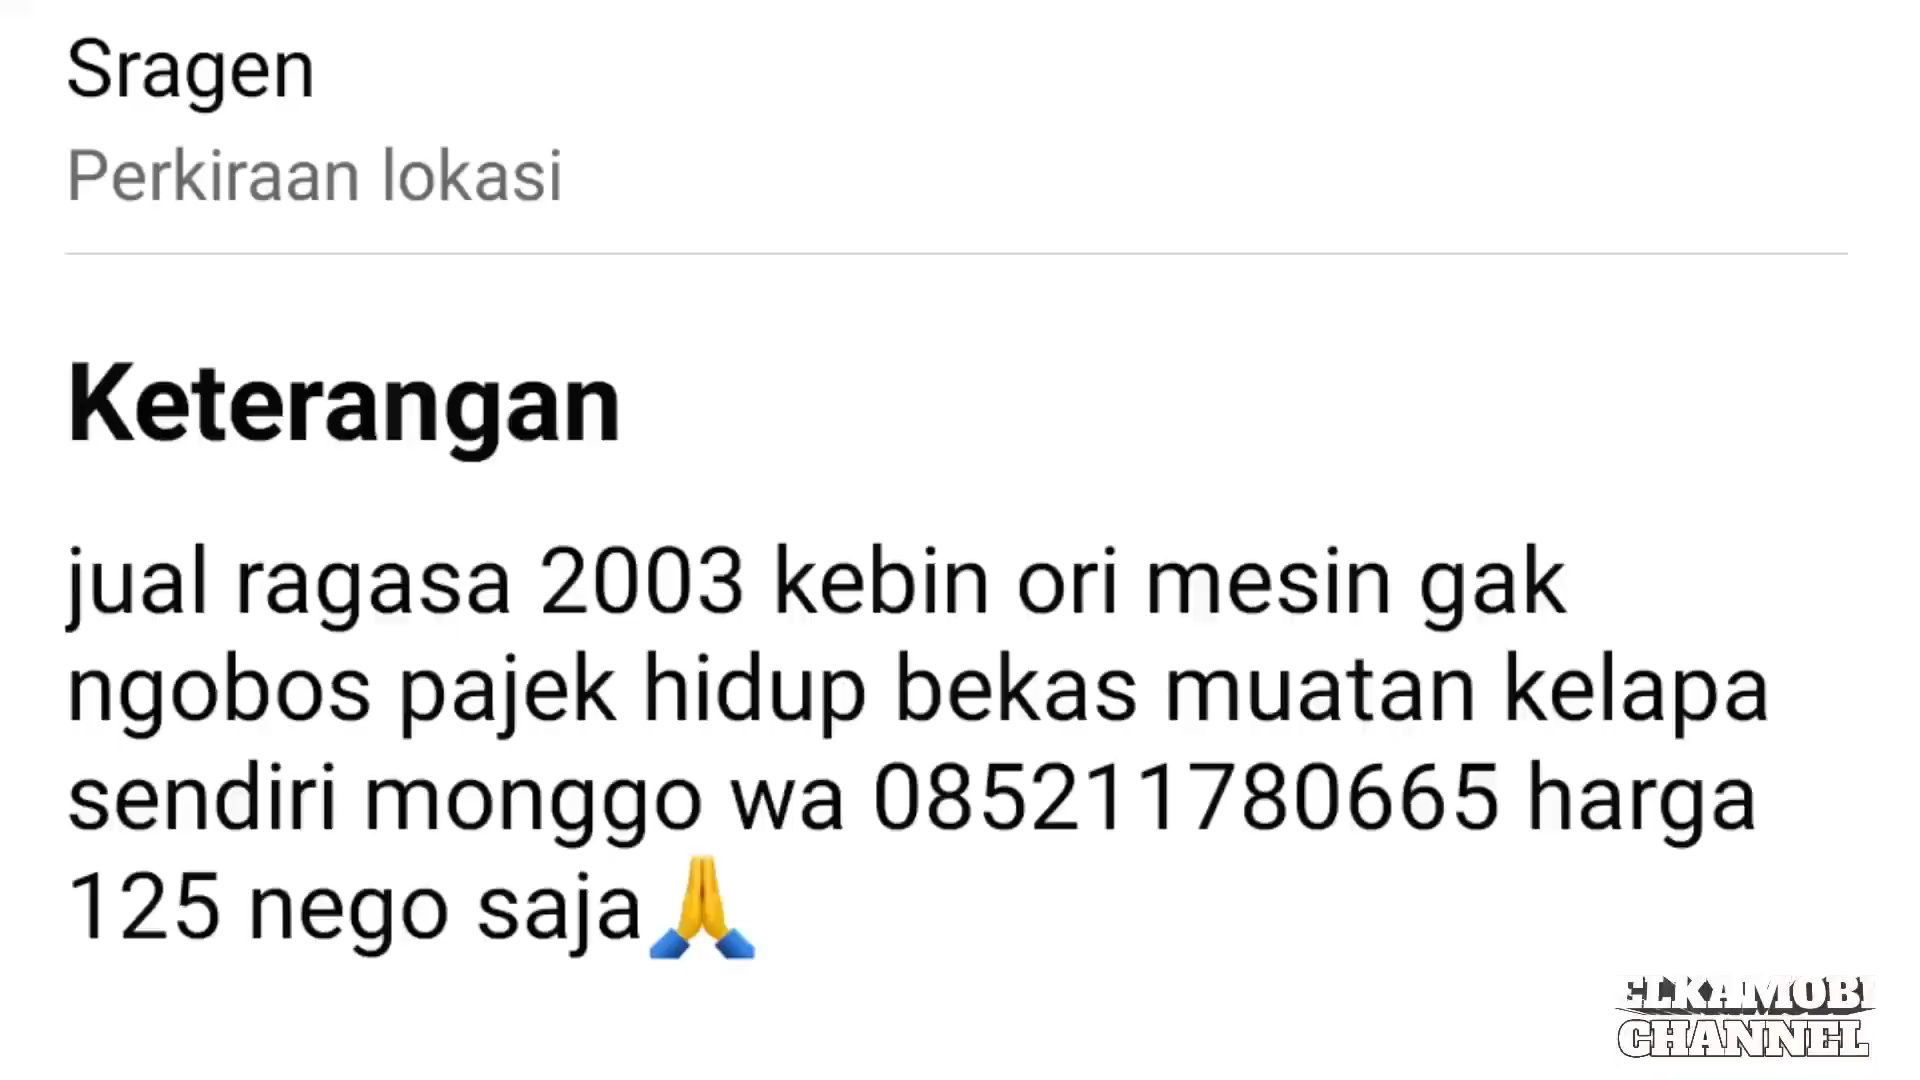 Sragen
Perkiraan lokasi
Keterangan
jual ragasa 2003 kebin ori mesin gak
ngobos pajek hidup bekas muatan kelapa
sendiri monggo wa 085211780665 harga
125 nego saja🙏
ELKAMOBI
CHANNEL